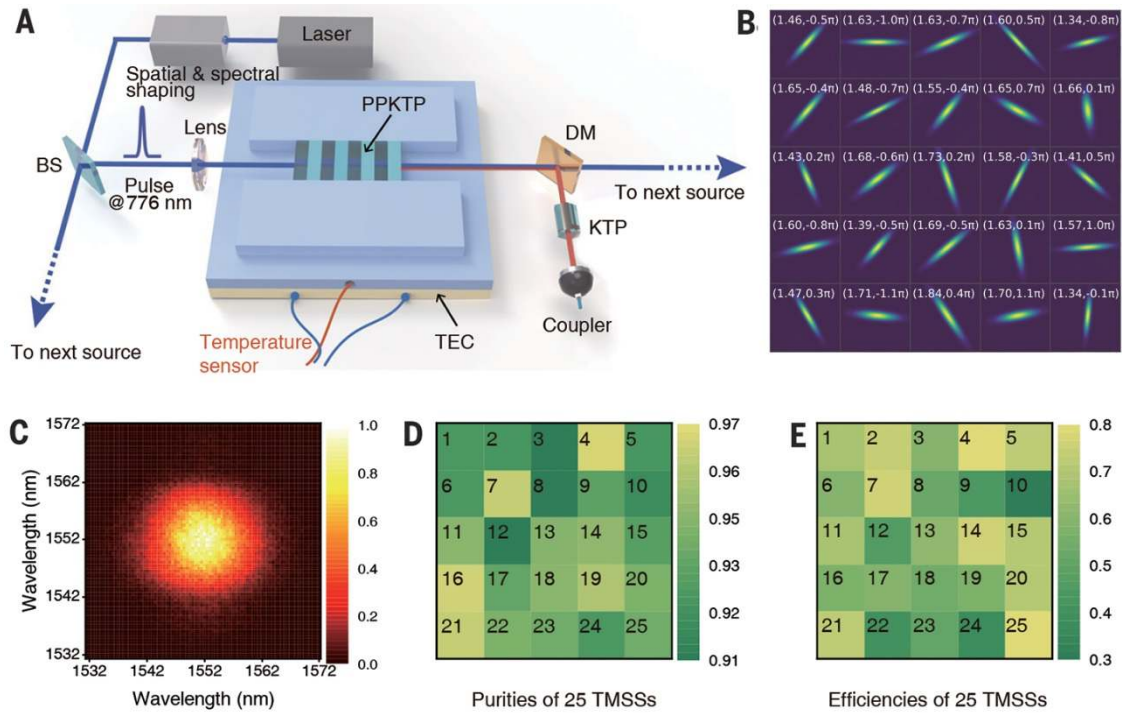 A
Laser
Spatial & spectral
shaping
PPKTP
Lens
DM
BS
Pulse
@776 nm
To next source
KTP
Coupler
TEC
Temperature
sensor
To next source
B
(1.46,-0.5π) (1.63,-1.0π) (1.63,-0.7π) (1.60,0.5π) (1.34,-0.8π)
(1.65,-0.4π) (1.48,-0.7π) (1.55,-0.4π) (1.65,0.7π) (1.66,0.1π)
(1.43,0.2π) (1.68,-0.6π) (1.73,0.2π) (1.58,-0.3π) (1.41,0.5π)
(1.60,-0.8π) (1.39,-0.5π) (1.69,-0.5π) (1.63,0.1π) (1.57,1.0π)
(1.47,0.3π) (1.71,-1.1π) (1.84,0.4π) (1.70,1.1π) (1.34,-0.1π)
C
Wavelength (nm)
1572
1562
1552
1542
1532
1532 1542 1552 1562 1572
Wavelength (nm)
1.0
0.8
0.6
0.4
0.2
0.0
D
1 2 3 4 5
6 7 8 9 10
11 12 13 14 15
16 17 18 19 20
21 22 23 24 25
0.97
0.96
0.95
0.94
0.93
0.92
0.91
Purities of 25 TMSSs
E
1 2 3 4 5
6 7 8 9 10
11 12 13 14 15
16 17 18 19 20
21 22 23 24 25
0.8
0.7
0.6
0.5
0.4
0.3
Efficiencies of 25 TMSSs